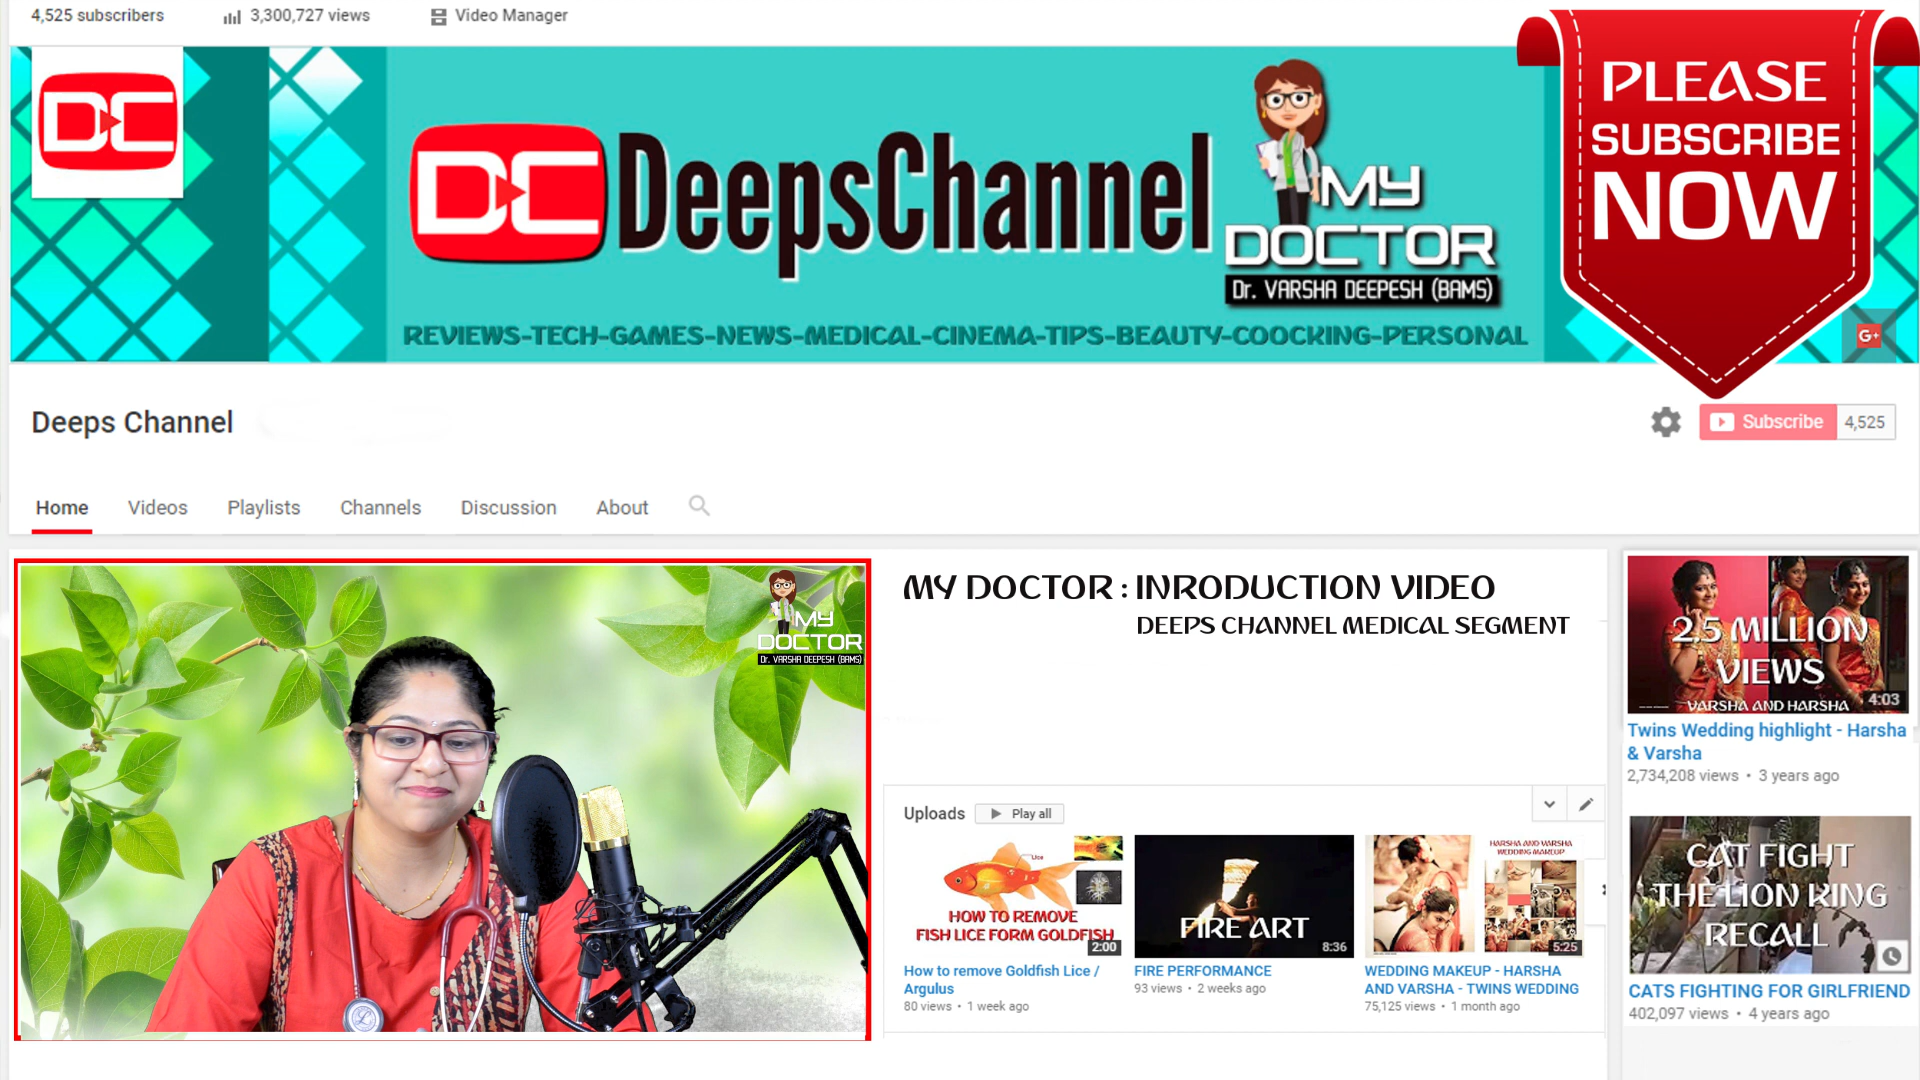 4,525 subscribers
3,300,727 views
Video Manager
DC
DC DeepsChannel
MY
DOCTOR
Dr. VARSHA DEEPESH (BAMS)
REVIEWS-TECH-GAMES-NEWS-MEDICAL-CINEMA-TIPS-BEAUTY-COOCKING-PERSONAL
PLEASE
SUBSCRIBE
NOW
G+
Deeps Channel
Subscribe 4,525
Home Videos Playlists Channels Discussion About
MY
DOCTOR
Dr. VARSHA DEEPESH (BAMS)
MY DOCTOR : INRODUCTION VIDEO
DEEPS CHANNEL MEDICAL SEGMENT
Uploads Play all
Lice
HOW TO REMOVE
FISH LICE FORM GOLDFISH
2:00
How to remove Goldfish Lice /
Argulus
80 views • 1 week ago
FIRE ART
8:36
FIRE PERFORMANCE
93 views • 2 weeks ago
HARSHA AND VARSHA
WEDDING MAKEUP
5:25
WEDDING MAKEUP - HARSHA
AND VARSHA - TWINS WEDDING
75,125 views • 1 month ago
2,5 MILLION
VIEWS
VARSHA AND HARSHA
4:03
Twins Wedding highlight - Harsha
& Varsha
2,734,208 views • 3 years ago
CAT FIGHT
THE LION KING
RECALL
CATS FIGHTING FOR GIRLFRIEND
402,097 views • 4 years ago